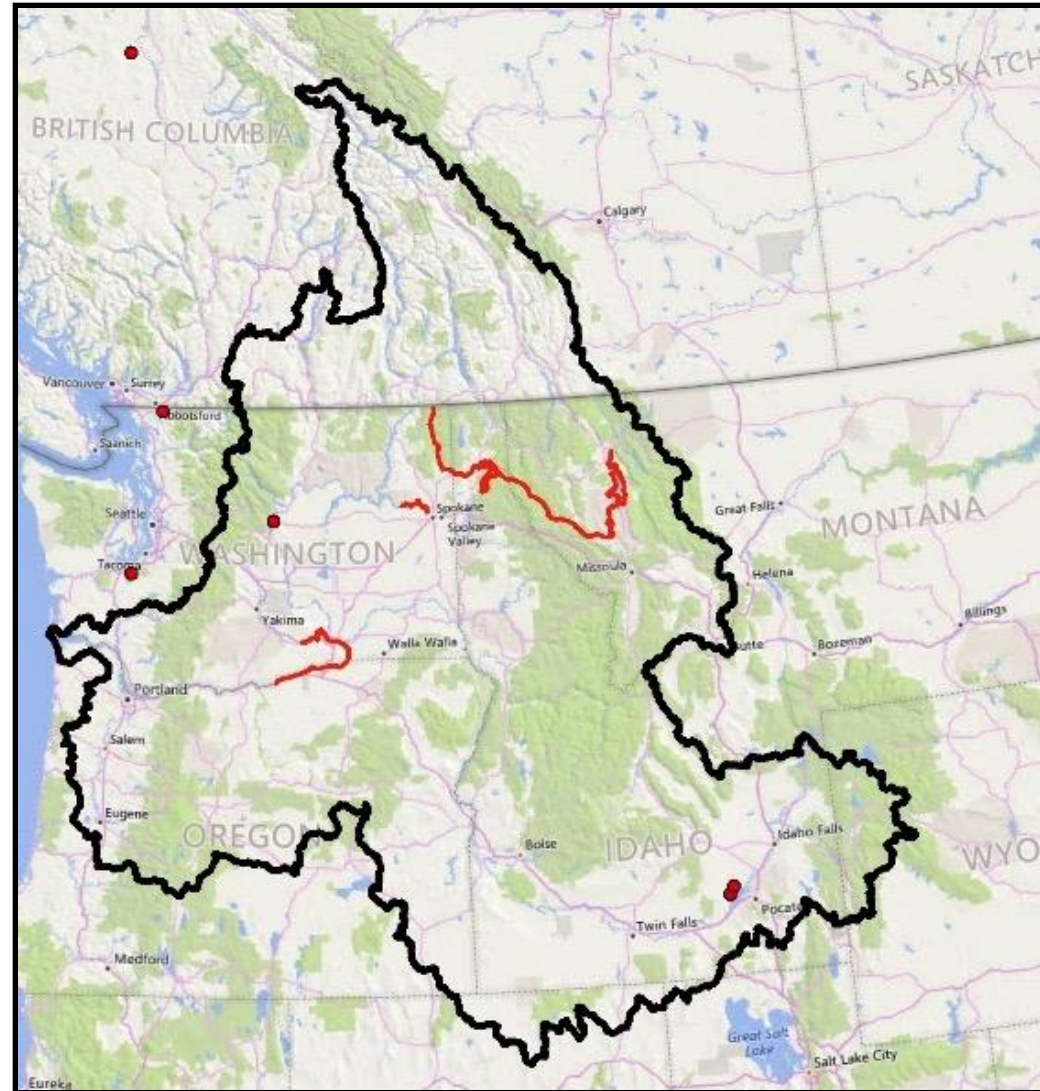 SASKATCH
BRITISH COLUMBIA
Calgary
Vancouver
Surrey
Abbotsford
Saanich
Seattle
Spokane
Spokane
Valley
Great Falls
MONTANA
WASHINGTON
Tacoma
Missoula
Helena
Yakima
Billings
Walla Walla
Butte
Bozeman
Portland
Salem
Eugene
OREGON
Boise
IDAHO
Idaho Falls
WYO
Twin Falls
Pocat
Medford
Great Salt
Lake
Salt Lake City
Eureka